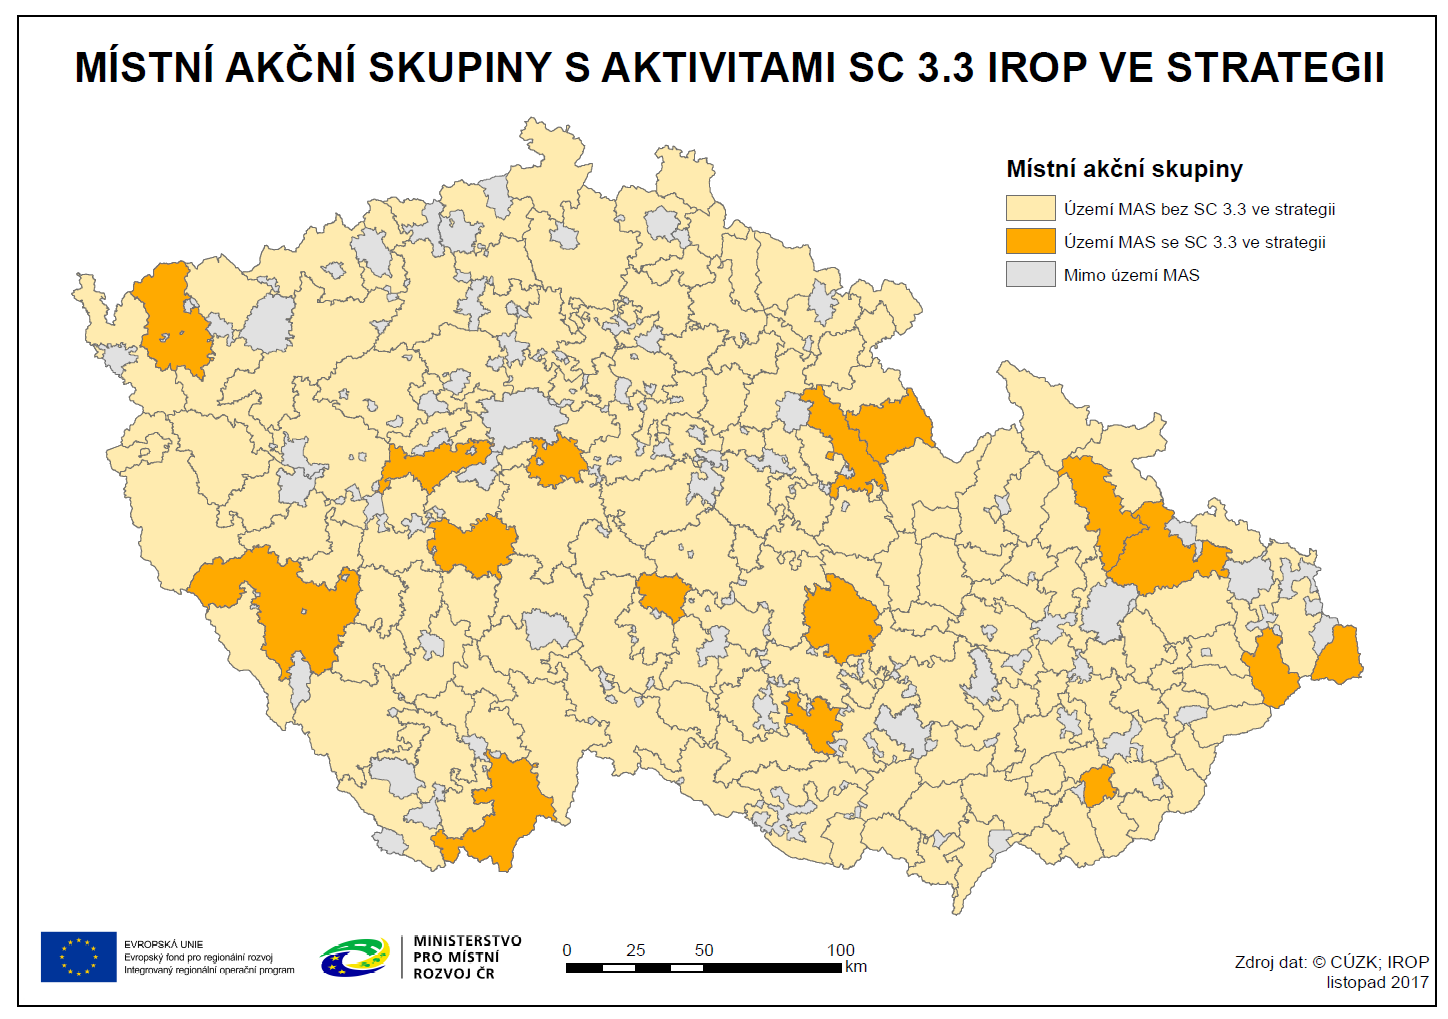 MÍSTNÍ AKČNÍ SKUPINY S AKTIVITAMI SC 3.3 IROP VE STRATEGII
Místní akční skupiny
Území MAS bez SC 3.3 ve strategii
Území MAS se SC 3.3 ve strategii
Mimo území MAS
EVROPSKÁ UNIE
Evropský fond pro regionální rozvoj
Integrovaný regionální operační program
MINISTERSTVO
PRO MÍSTNÍ
ROZVOJ ČR
0 25 50 100
km
Zdroj dat: © CÚZK; IROP
listopad 2017